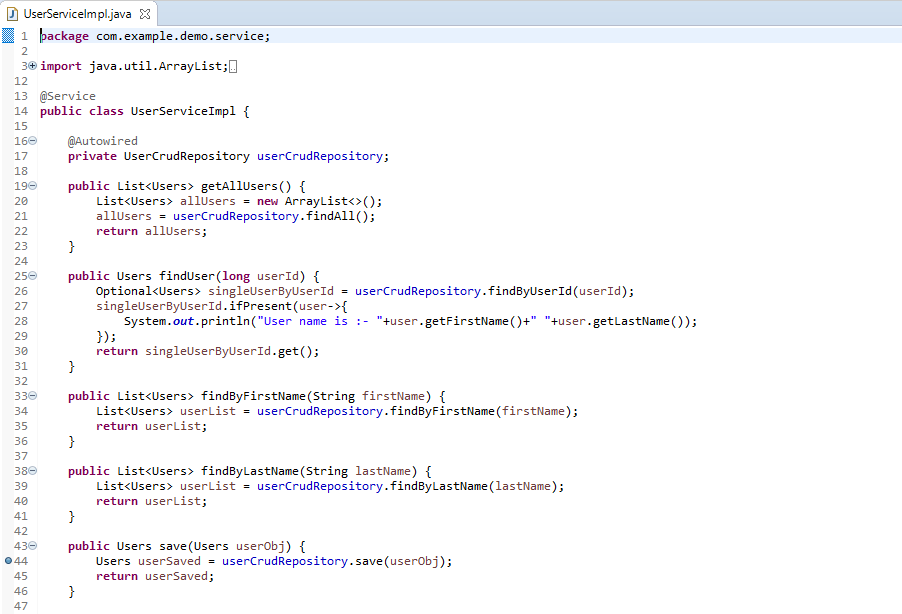 UserServiceImpl.java
1 package com.example.demo.service;
2
3 import java.util.ArrayList;
12
13 @Service
14 public class UserServiceImpl {
15
16     @Autowired
17     private UserCrudRepository userCrudRepository;
18
19     public List<Users> getAllUsers() {
20         List<Users> allUsers = new ArrayList<>();
21         allUsers = userCrudRepository.findAll();
22         return allUsers;
23     }
24
25     public Users findUser(long userId) {
26         Optional<Users> singleUserByUserId = userCrudRepository.findByUserId(userId);
27         singleUserByUserId.ifPresent(user->{
28             System.out.println("User name is :- "+user.getFirstName()+" "+user.getLastName());
29         });
30         return singleUserByUserId.get();
31     }
32
33     public List<Users> findByFirstName(String firstName) {
34         List<Users> userList = userCrudRepository.findByFirstName(firstName);
35         return userList;
36     }
37
38     public List<Users> findByLastName(String lastName) {
39         List<Users> userList = userCrudRepository.findByLastName(lastName);
40         return userList;
41     }
42
43     public Users save(Users userObj) {
44         Users userSaved = userCrudRepository.save(userObj);
45         return userSaved;
46     }
47